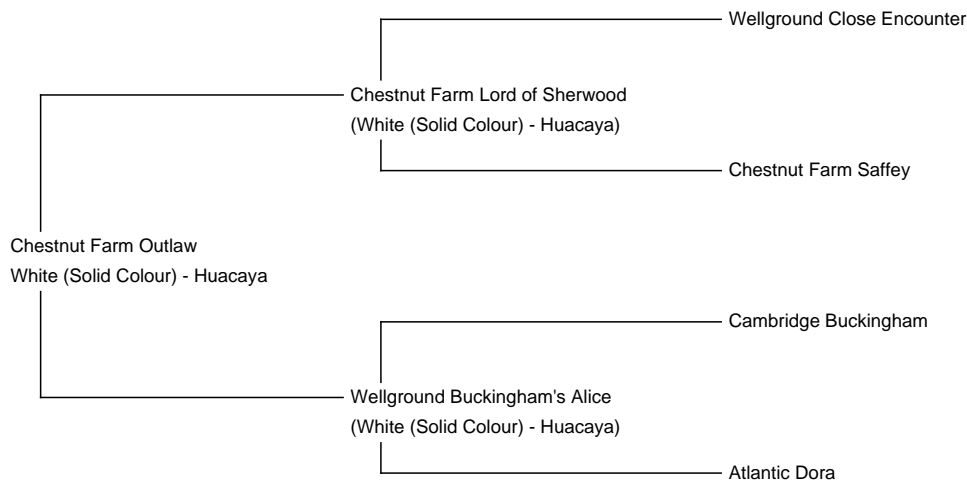 Wellground Close Encounter
Chestnut Farm Lord of Sherwood
(White (Solid Colour) - Huacaya)
Chestnut Farm Saffey
Chestnut Farm Outlaw
White (Solid Colour) - Huacaya
Cambridge Buckingham
Wellground Buckingham's Alice
(White (Solid Colour) - Huacaya)
Atlantic Dora